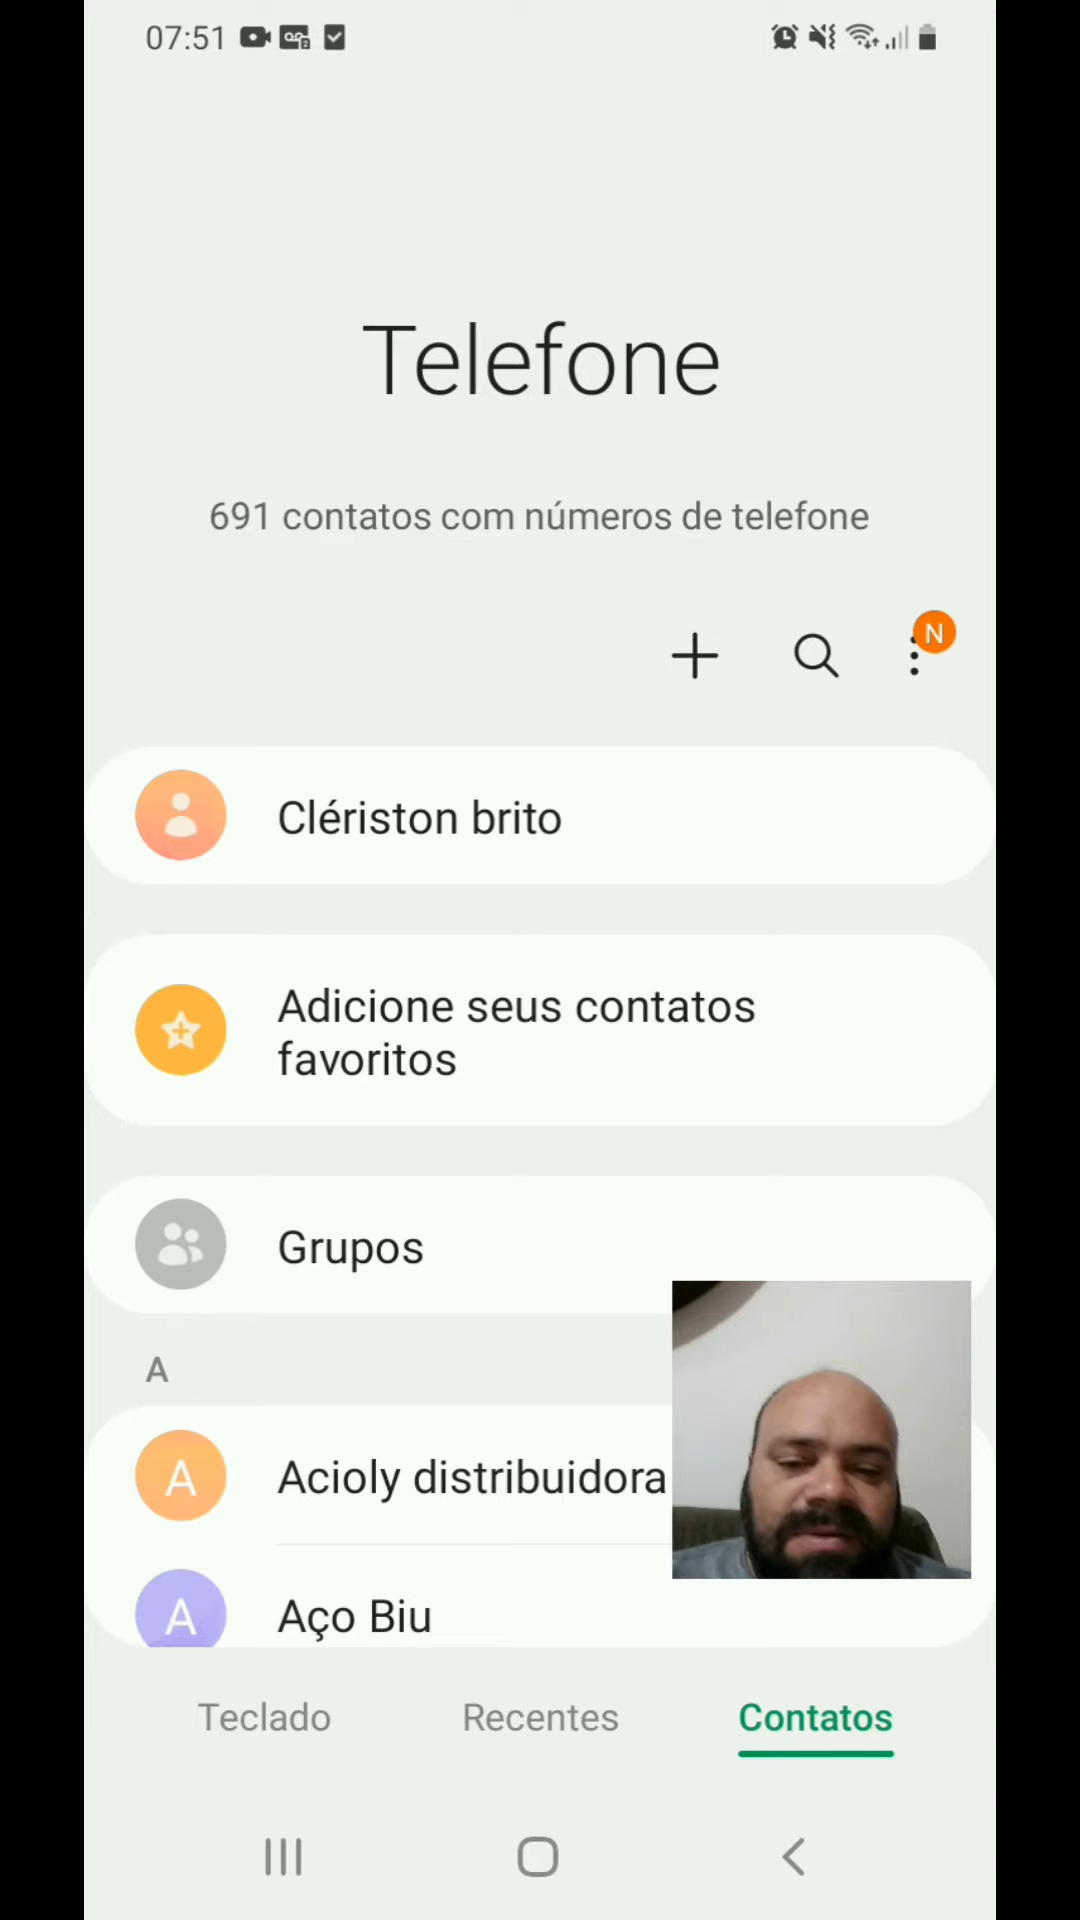 07:51
Telefone
691 contatos com números de telefone
N
Clériston brito
Adicione seus contatos
favoritos
Grupos
A
A Acioly distribuidora
A Aço Biu
Teclado Recentes Contatos